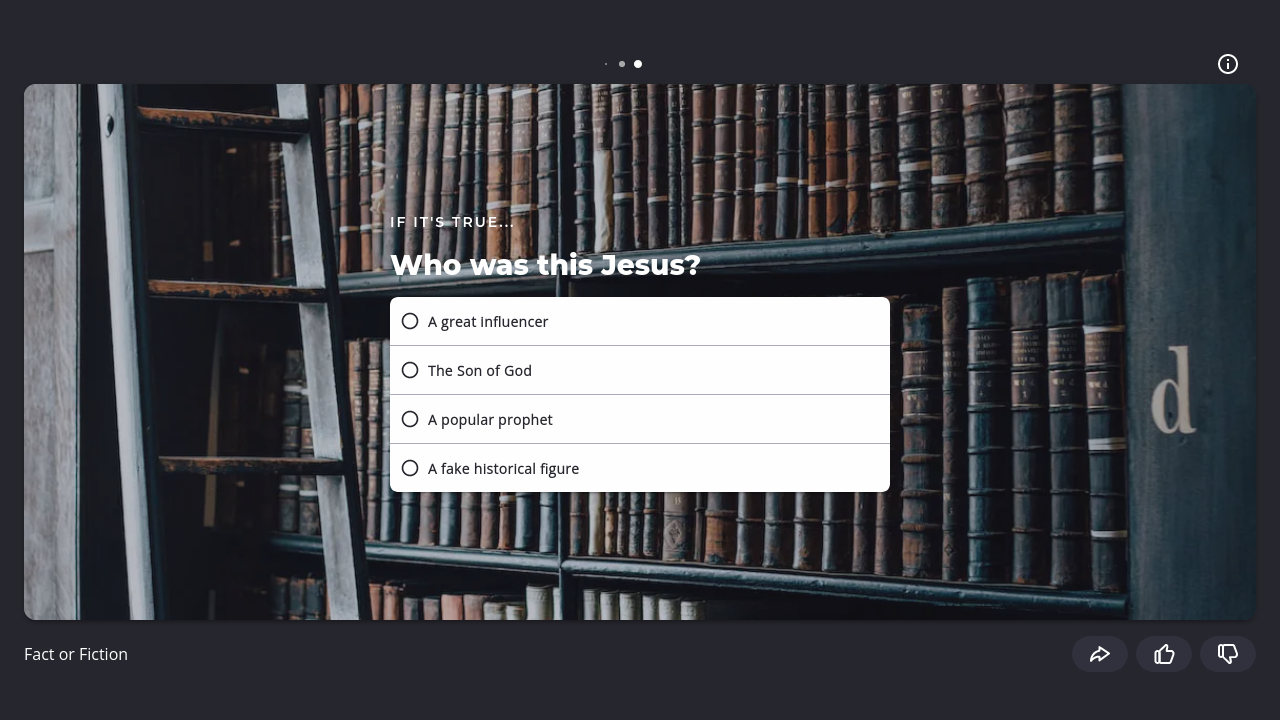 IF IT'S TRUE...
Who was this Jesus?
A great Influencer
The Son of God
A popular prophet
A fake historical figure
d
Fact or Fiction